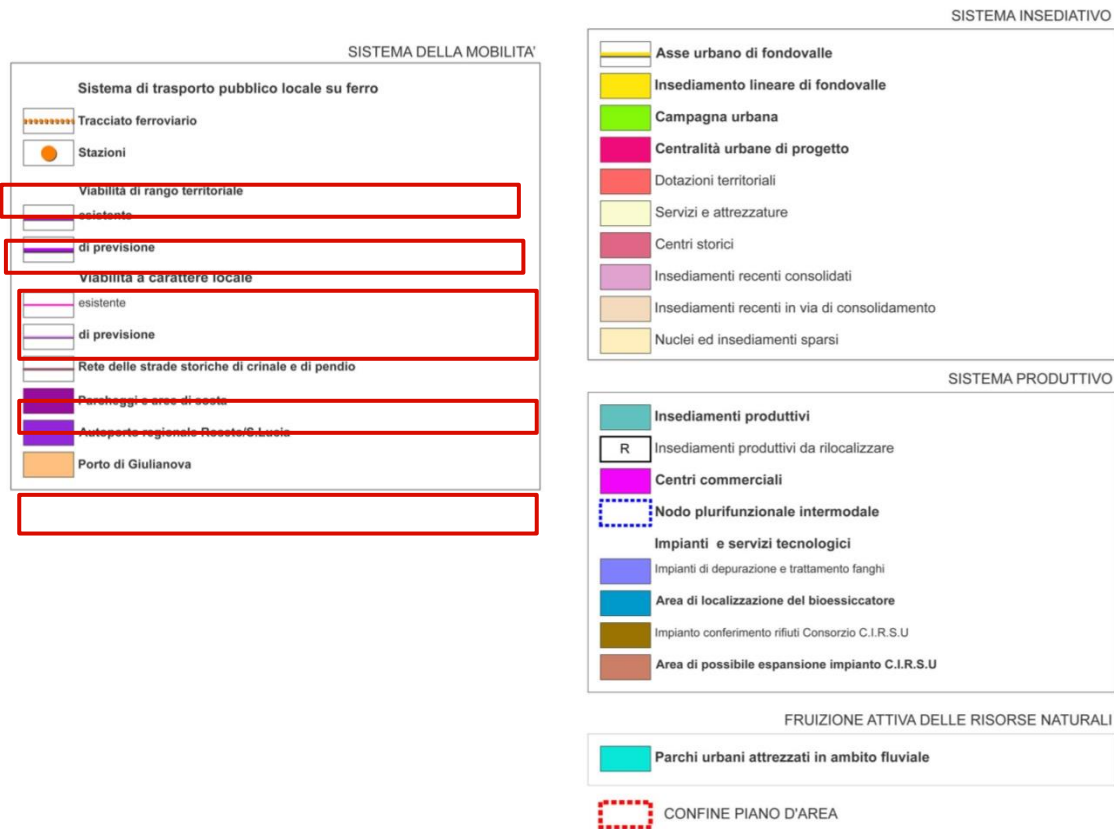 SISTEMA DELLA MOBILITA'
Sistema di trasporto pubblico locale su ferro
Tracciato ferroviario
Stazioni
Viabilità di rango territoriale
esistente
di previsione
Viabilità a carattere locale
esistente
di previsione
Rete delle strade storiche di crinale e di pendio
Parcheggi e aree di sosta
Autoporto regionale Roseto/S.Lucia
Porto di Giulianova
SISTEMA INSEDIATIVO
Asse urbano di fondovalle
Insediamento lineare di fondovalle
Campagna urbana
Centralità urbane di progetto
Dotazioni territoriali
Servizi e attrezzature
Centri storici
Insediamenti recenti consolidati
Insediamenti recenti in via di consolidamento
Nuclei ed insediamenti sparsi
SISTEMA PRODUTTIVO
Insediamenti produttivi
R Insediamenti produttivi da rilocalizzare
Centri commerciali
Nodo plurifunzionale intermodale
Impianti e servizi tecnologici
Impianti di depurazione e trattamento fanghi
Area di localizzazione del bioessiccatore
Impianto conferimento rifiuti Consorzio C.I.R.S.U
Area di possibile espansione impianto C.I.R.S.U
FRUIZIONE ATTIVA DELLE RISORSE NATURALI
Parchi urbani attrezzati in ambito fluviale
CONFINE PIANO D'AREA